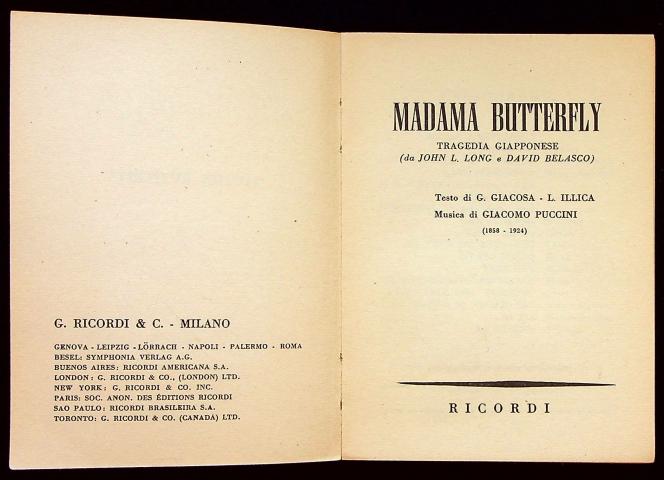 G. RICORDI & C. - MILANO
GENOVA - LEIPZIG - LÖRRACH - NAPOLI - PALERMO - ROMA
BESEL: SYMPHONIA VERLAG A.G.
BUENOS AIRES: RICORDI AMERICANA S.A.
LONDON: G. RICORDI & CO., (LONDON) LTD.
NEW YORK: G. RICORDI & CO. INC.
PARIS: SOC. ANON. DES ÉDITIONS RICORDI
SAO PAULO: RICORDI BRASILEIRA S.A.
TORONTO: G. RICORDI & CO. (CANADÀ) LTD.
MADAMA BUTTERFLY
TRAGEDIA GIAPPONESE
(da JOHN L. LONG e DAVID BELASCO)
Testo di G. GIACOSA - L. ILLICA
Musica di GIACOMO PUCCINI
(1858 - 1924)
RICORDI